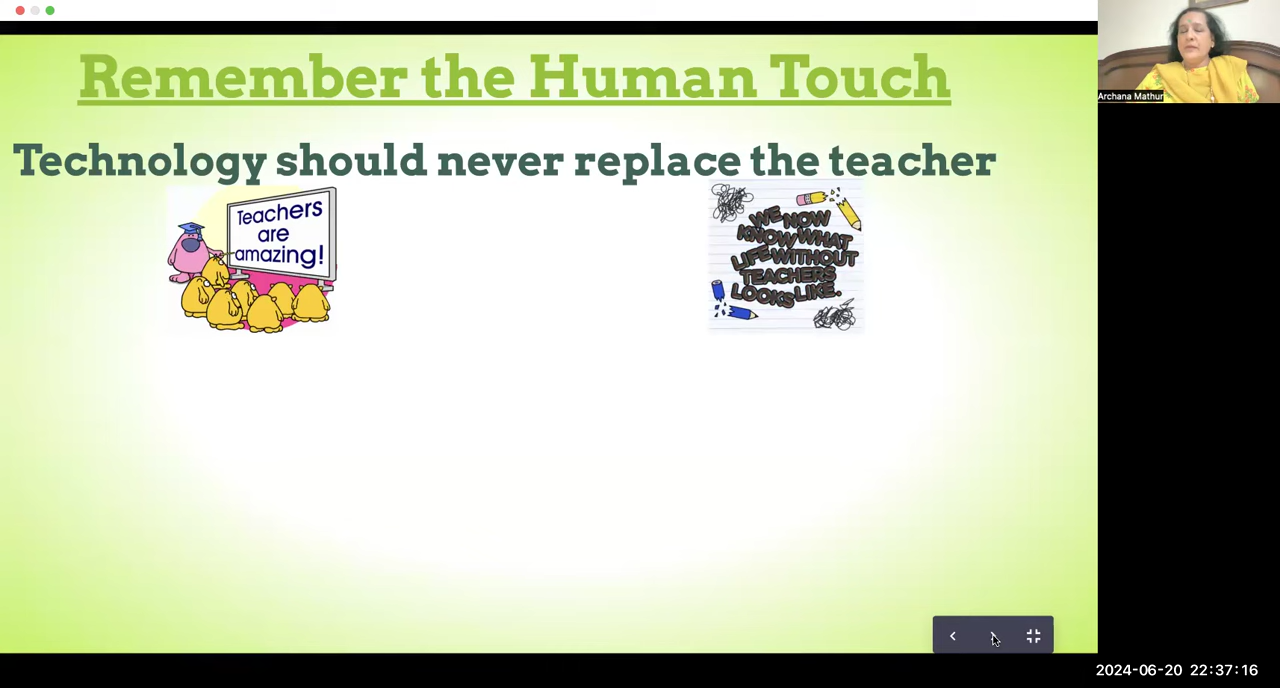 Remember the Human Touch
Archana Mathur
Technology should never replace the teacher
Teachers
are
amazing!
WE NOW
KNOW WHAT
LIFE WITHOUT
TEACHERS
LOOKS LIKE.
2024-06-20 22:37:16